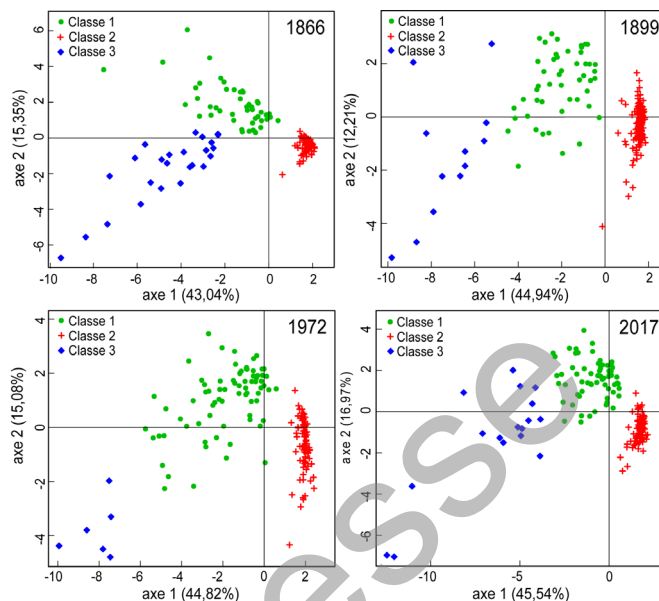 Classe 1
Classe 2
Classe 3
1866
6
4
2
0
-2
-4
-6
axe 2 (15,35%)
-10 -8 -6 -4 -2 0 2
axe 1 (43,04%)
Classe 1
Classe 2
Classe 3
1899
2
0
-2
-4
axe 2 (12,21%)
-10 -8 -6 -4 -2 0 2
axe 1 (44,94%)
Classe 1
Classe 2
Classe 3
1972
4
2
0
-2
-4
axe 2 (15,08%)
-10 -8 -6 -4 -2 0 2
axe 1 (44,82%)
Classe 1
Classe 2
Classe 3
2017
4
2
0
-2
-4
-6
axe 2 (16,97%)
-10 -5 0
axe 1 (45,54%)
esse